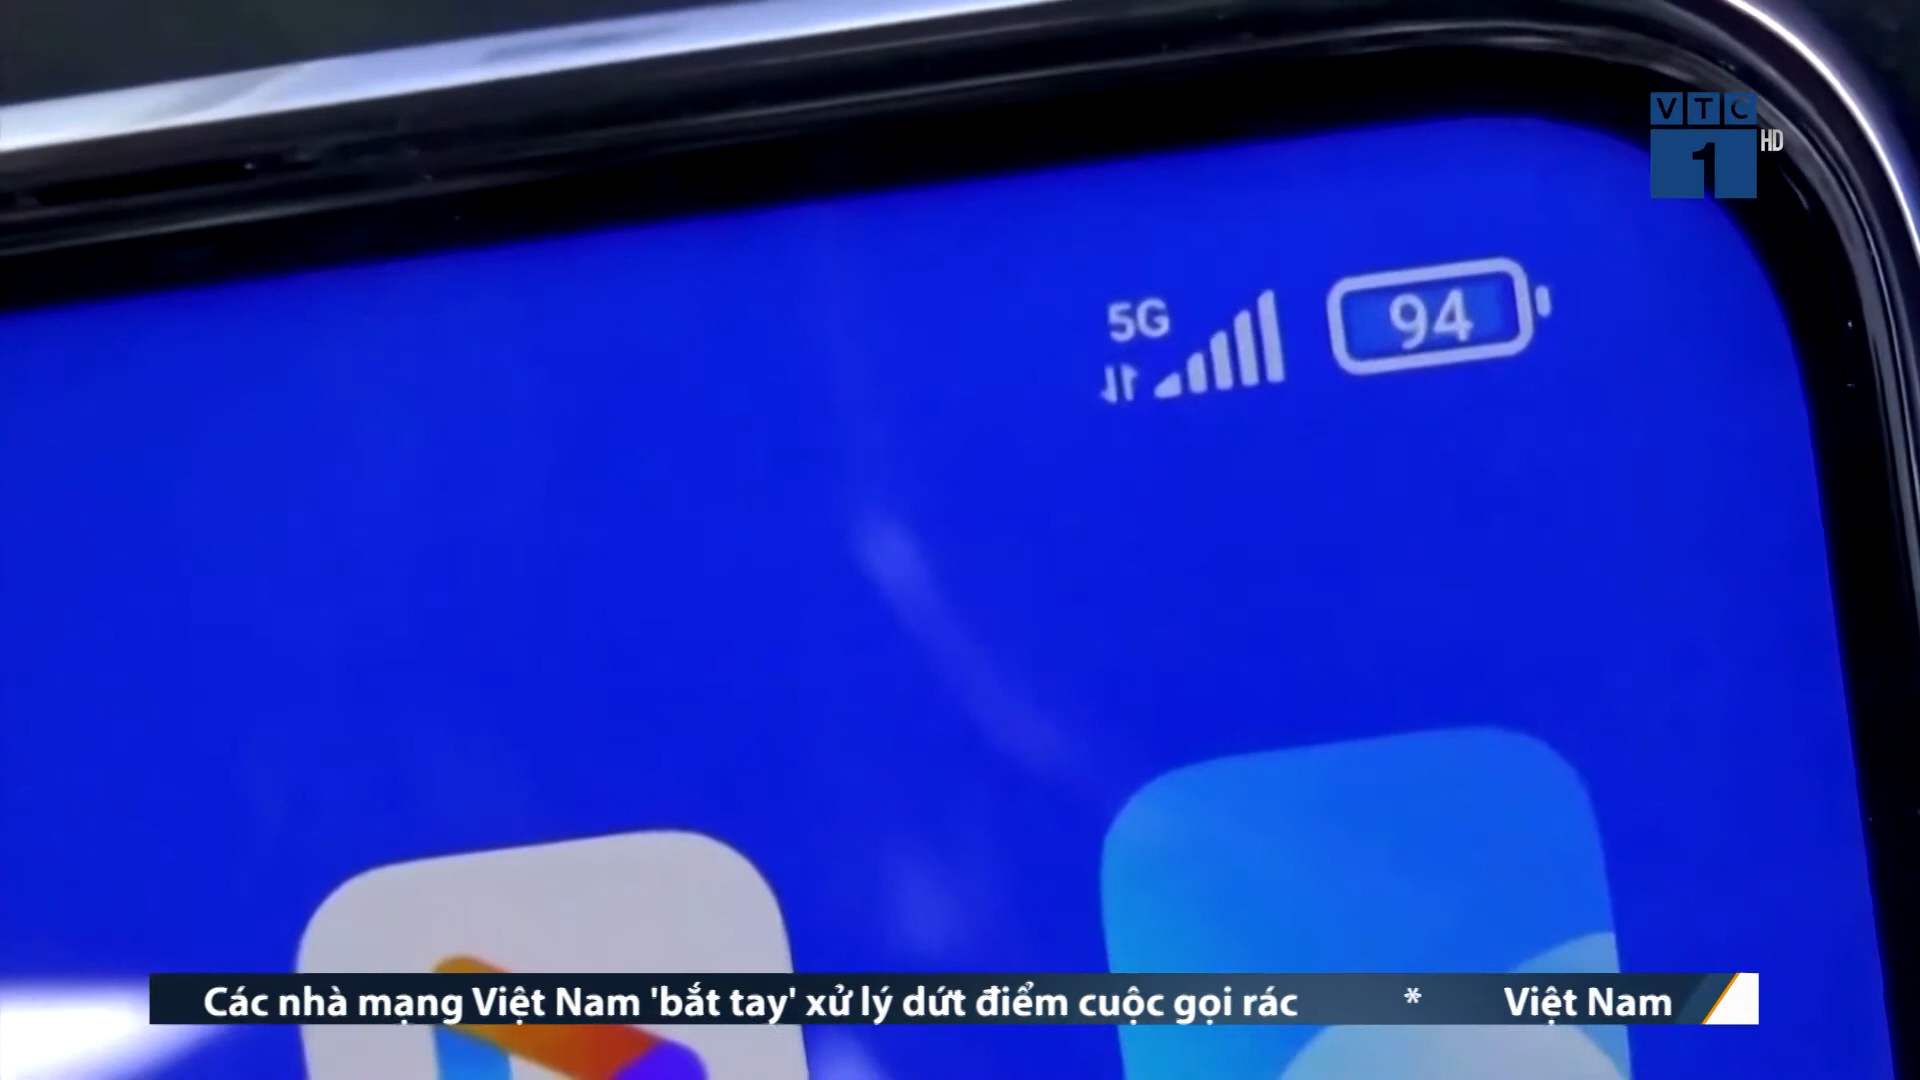 VTC
1
HD
5G
94
Các nhà mạng Việt Nam 'bắt tay' xử lý dứt điểm cuộc gọi rác * Việt Nam